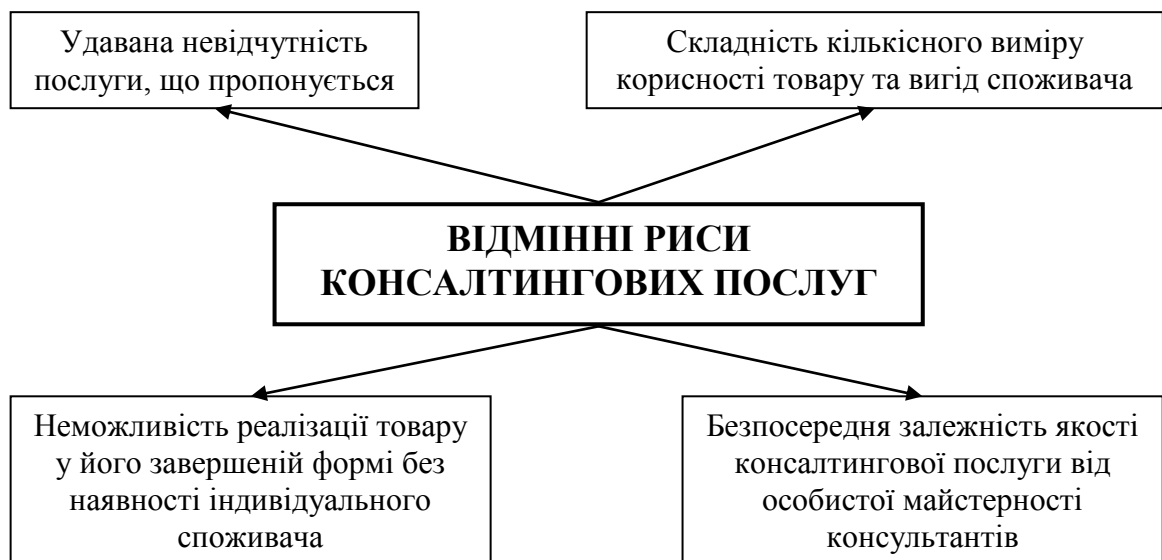 Удавана невідчутність
послуги, що пропонується
Складність кількісного виміру
корисності товару та вигід споживача
ВІДМІННІ РИСИ
КОНСАЛТИНГОВИХ ПОСЛУГ
Неможливість реалізації товару
у його завершеній формі без
наявності індивідуального
споживача
Безпосередня залежність якості
консалтингової послуги від
особистої майстерності
консультантів